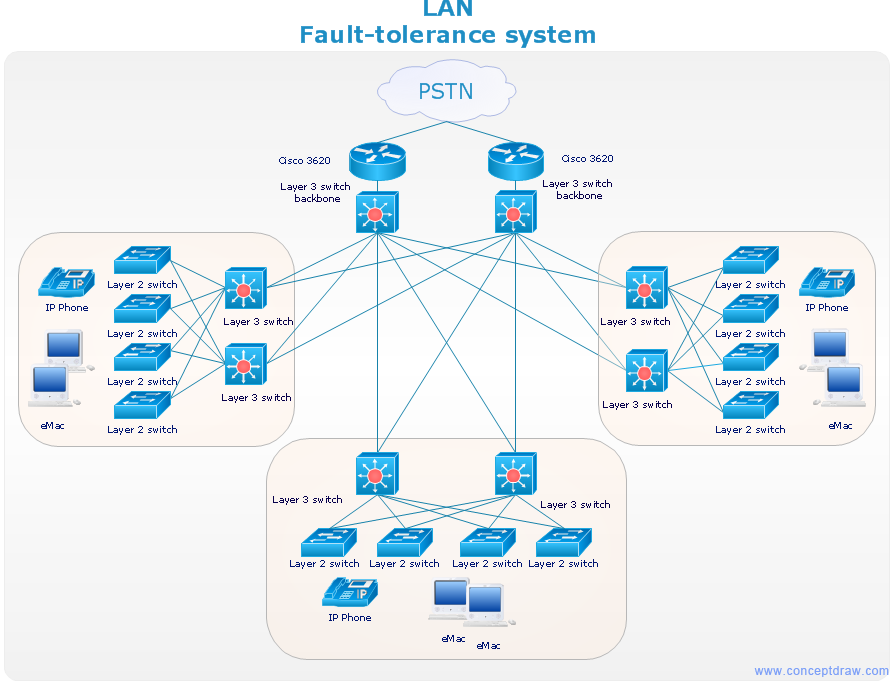 LAN
Fault-tolerance system
PSTN
Cisco 3620
Cisco 3620
Layer 3 switch
backbone
Layer 3 switch
backbone
IP
IP Phone
eMac
Layer 2 switch
Layer 2 switch
Layer 2 switch
Layer 2 switch
Layer 3 switch
Layer 3 switch
Layer 3 switch
Layer 3 switch
Layer 2 switch
Layer 2 switch
Layer 2 switch
Layer 2 switch
IP
IP Phone
eMac
Layer 3 switch
Layer 3 switch
Layer 2 switch
Layer 2 switch
Layer 2 switch
Layer 2 switch
IP
IP Phone
eMac
eMac
www.conceptdraw.com